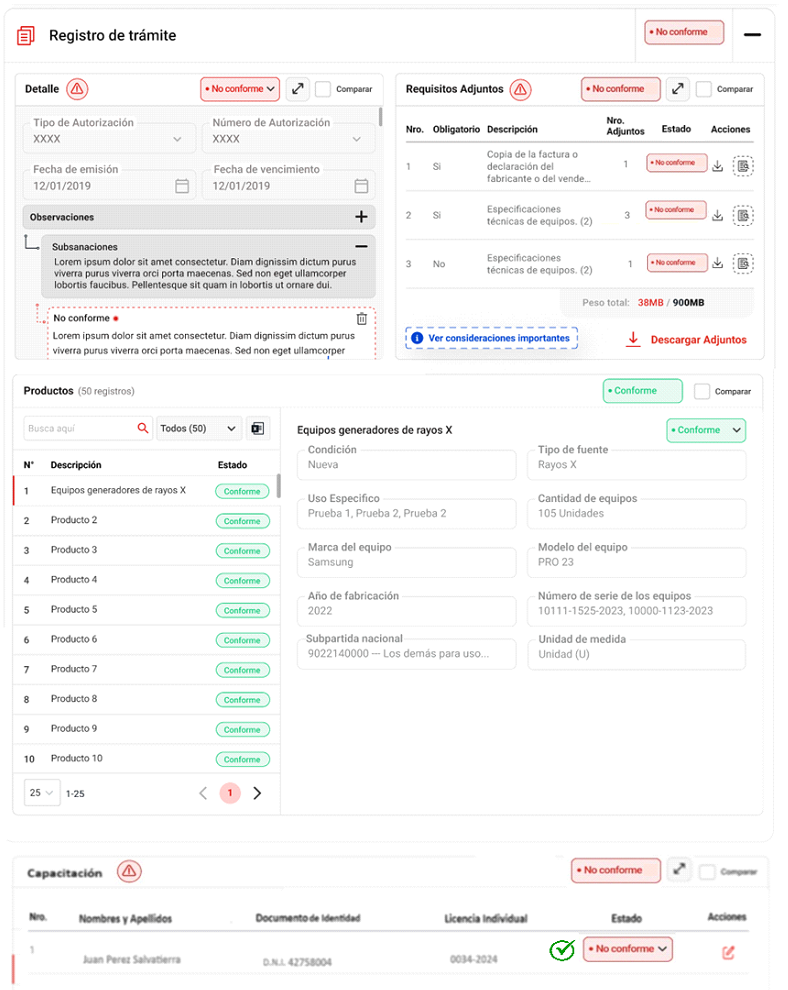 Registro de trámite
No conforme
Detalle
No conforme
Comparar
Tipo de Autorización
XXXX
Número de Autorización
XXXX
Fecha de emisión
12/01/2019
Fecha de vencimiento
12/01/2019
Observaciones
Subsanaciones
Lorem ipsum dolor sit amet consectetur. Diam dignissim dictum purus
viverra purus viverra orci porta maecenas. Sed non eget ullamcorper
lobortis faucibus. Pellentesque sit quam in lobortis ut ornare dui.
No conforme
Lorem ipsum dolor sit amet consectetur. Diam dignissim dictum purus
viverra purus viverra orci porta maecenas. Sed non eget ullamcorper
Requisitos Adjuntos
No conforme
Comparar
Nro. Obligatorio Descripción Nro. Adjuntos Estado Acciones
1 Si Copia de la factura o 1 No conforme
declaración del
fabricante o del vende...
2 Si Especificaciones 3 No conforme
técnicas de equipos. (2)
3 No Especificaciones 1 No conforme
técnicas de equipos. (2)
Peso total: 38MB / 900MB
Ver consideraciones importantes
Descargar Adjuntos
Productos (50 registros)
Conforme
Comparar
Busca aquí
Todos (50)
N° Descripción Estado
1 Equipos generadores de rayos X Conforme
2 Producto 2 Conforme
3 Producto 3 Conforme
4 Producto 4 Conforme
5 Producto 5 Conforme
6 Producto 6 Conforme
7 Producto 7 Conforme
8 Producto 8 Conforme
9 Producto 9 Conforme
10 Producto 10 Conforme
25
1-25
1
Equipos generadores de rayos X
Conforme
Condición
Nueva
Tipo de fuente
Rayos X
Uso Especifico
Prueba 1, Prueba 2, Prueba 2
Cantidad de equipos
105 Unidades
Marca del equipo
Samsung
Modelo del equipo
PRO 23
Año de fabricación
2022
Número de serie de los equipos
10111-1525-2023, 10000-1123-2023
Subpartida nacional
9022140000 — Los demás para uso...
Unidad de medida
Unidad (U)
Capacitación
No conforme
Comparar
Nro. Nombres y Apellidos Documento de Identidad Licencia Individual Estado Acciones
1 Juan Perez Salvatierra D.N.I. 42758004 0034-2024 No conforme